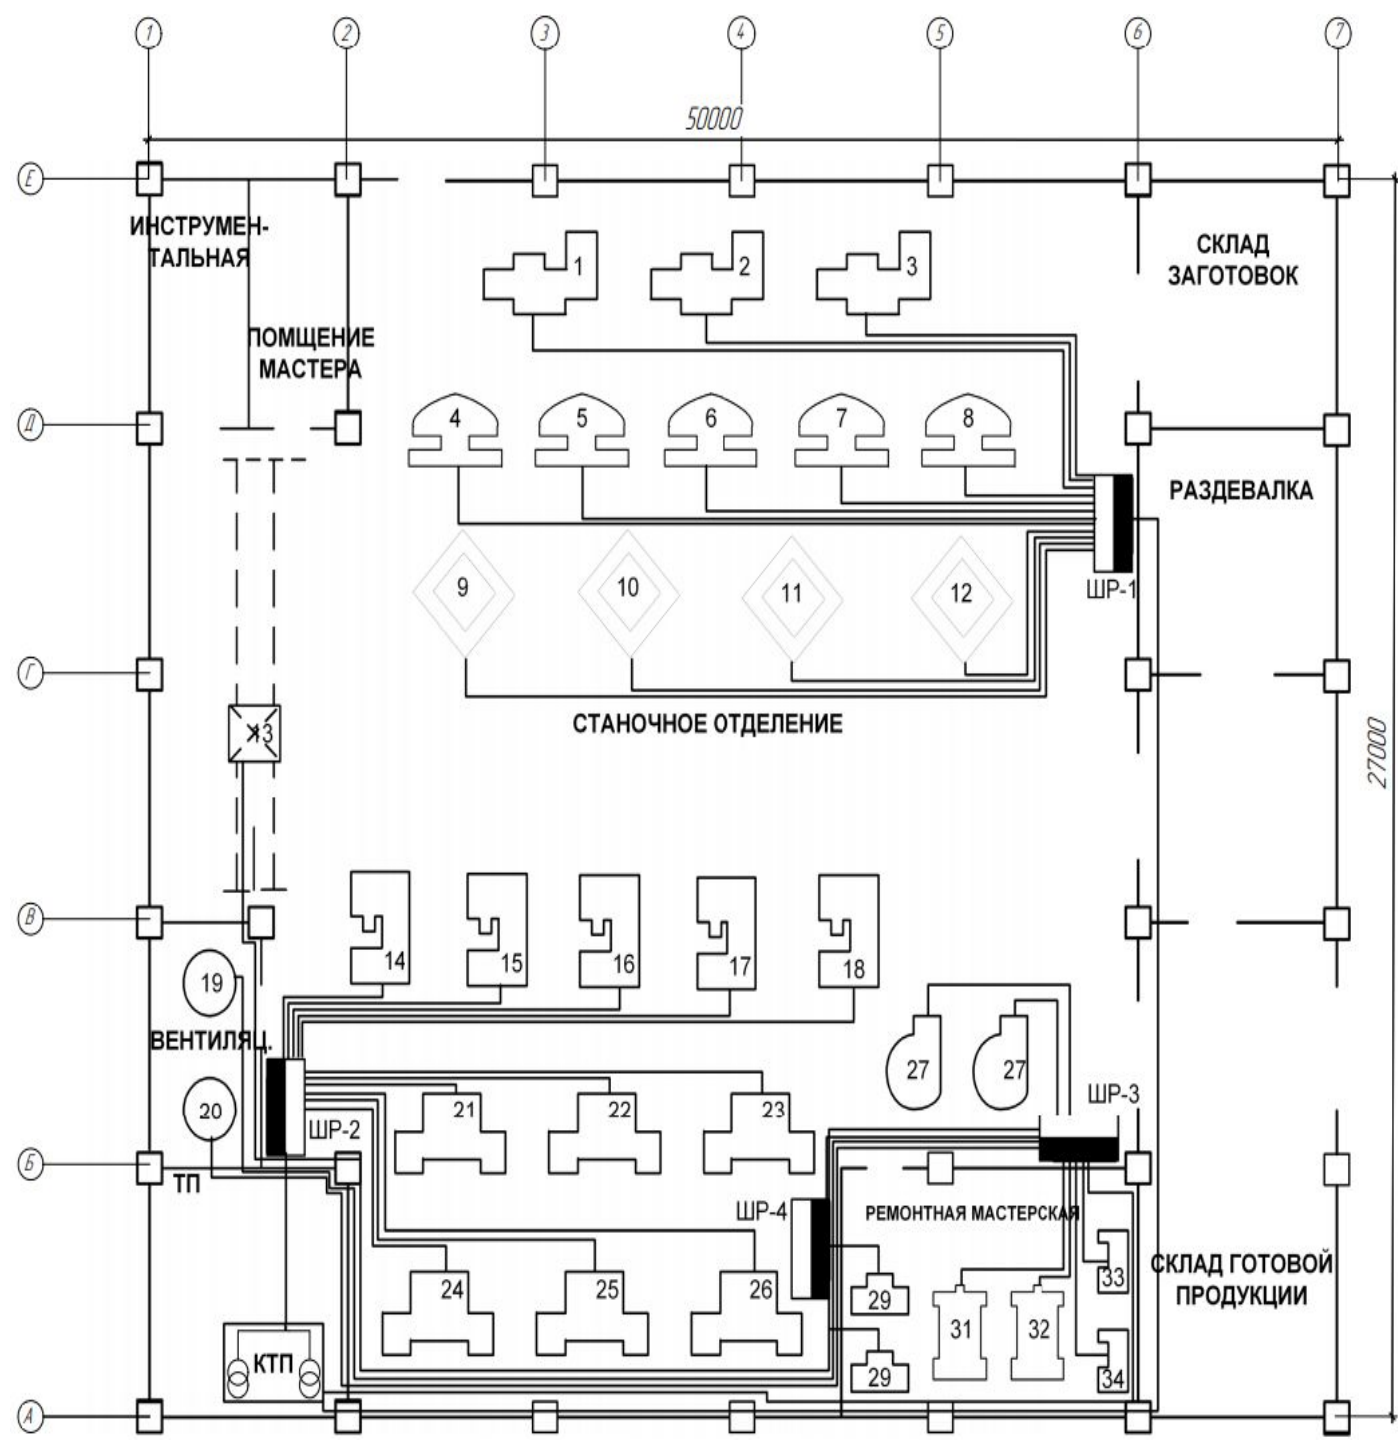 1 2 3 4 5 6 7
50000
Е
ИНСТРУМЕН-
ТАЛЬНАЯ
СКЛАД
ЗАГОТОВОК
1 2 3
ПОМЩЕНИЕ
МАСТЕРА
Д
4 5 6 7 8
РАЗДЕВАЛКА
9 10 11 12
ШР-1
Г
СТАНОЧНОЕ ОТДЕЛЕНИЕ
13
27000
В
14 15 16 17 18
19
ВЕНТИЛЯЦ.
27 27
20
ШР-2
21 22 23
ШР-3
Б
ТП
ШР-4
РЕМОНТНАЯ МАСТЕРСКАЯ
СКЛАД ГОТОВОЙ
ПРОДУКЦИИ
24 25 26
29
31 32
33
КТП
29
34
А